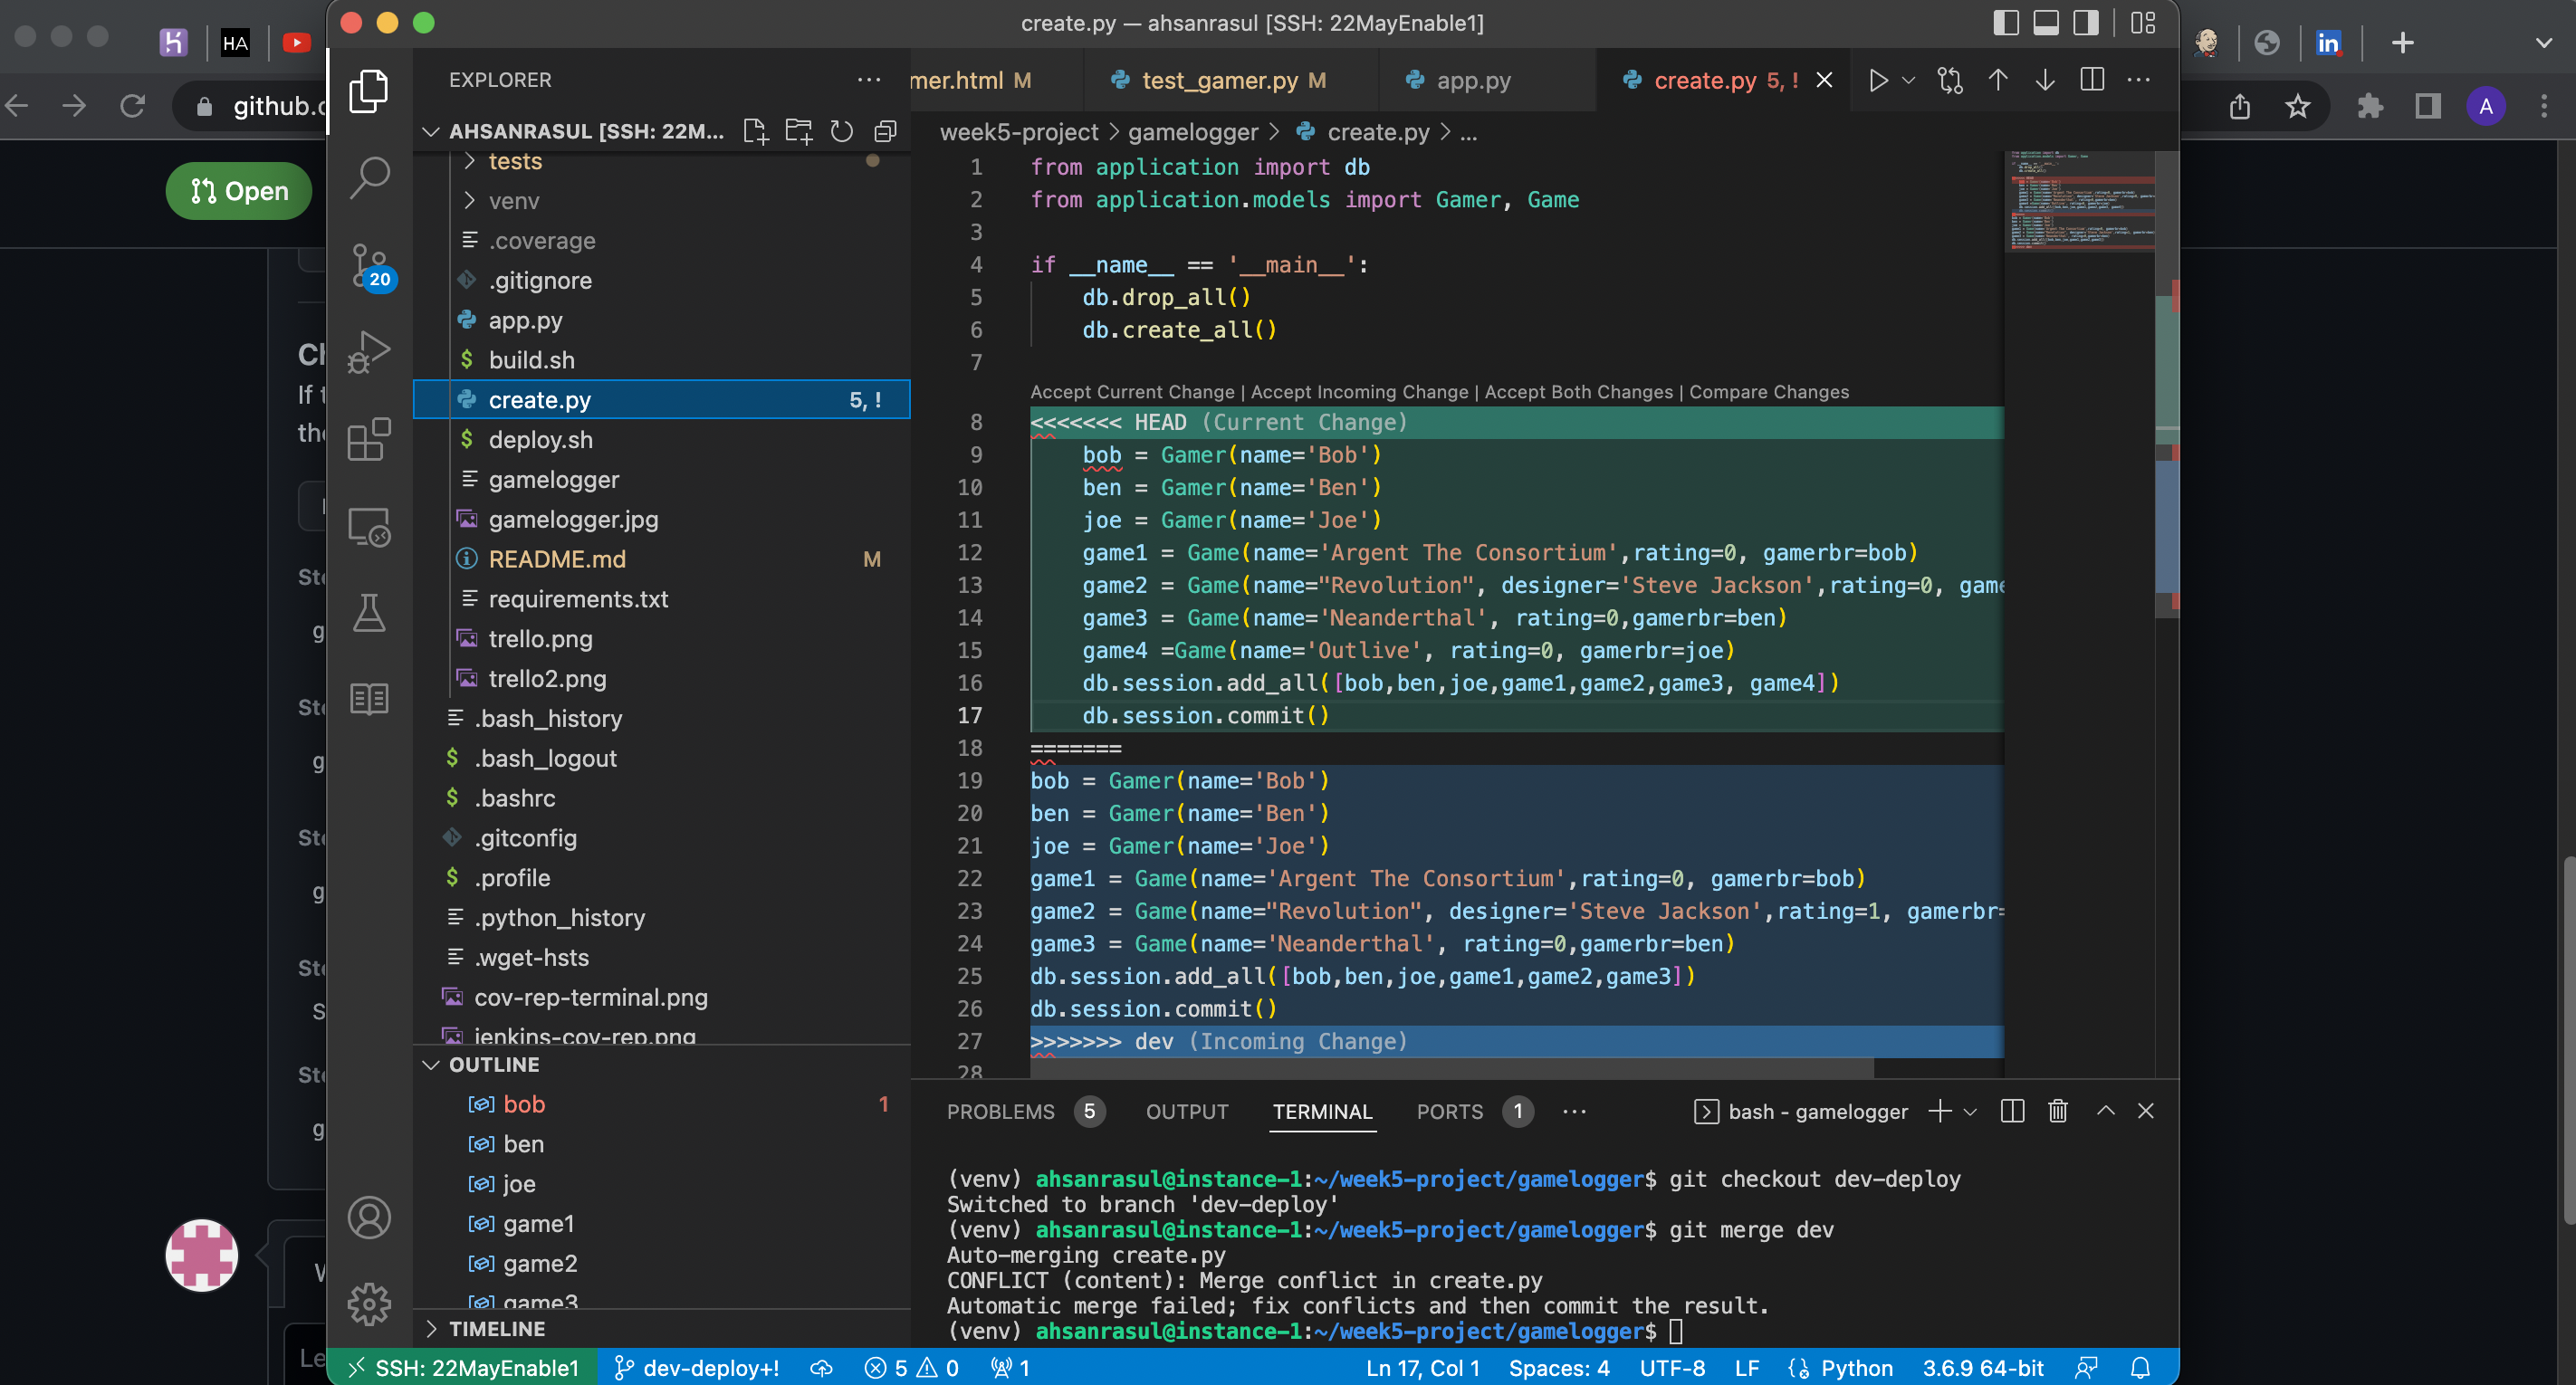 create.py — ahsanrasul [SSH: 22MayEnable1]
HA
in
github.c
A
Open
EXPLORER
AHSANRASUL [SSH: 22M...
tests
venv
.coverage
.gitignore
app.py
build.sh
create.py 5, !
deploy.sh
gamelogger
gamelogger.jpg
README.md M
requirements.txt
trello.png
trello2.png
.bash_history
.bash_logout
.bashrc
.gitconfig
.profile
.python_history
.wget-hsts
cov-rep-terminal.png
jenkins-cov-rep.png
OUTLINE
bob 1
ben
joe
game1
game2
game3
TIMELINE
20
mer.html M
test_gamer.py M
app.py
create.py 5, !
week5-project > gamelogger > create.py > ...
1 from application import db
2 from application.models import Gamer, Game
3
4 if __name__ == '__main__':
5 db.drop_all()
6 db.create_all()
7
Accept Current Change | Accept Incoming Change | Accept Both Changes | Compare Changes
8 <<<<<<< HEAD (Current Change)
9 bob = Gamer(name='Bob')
10 ben = Gamer(name='Ben')
11 joe = Gamer(name='Joe')
12 game1 = Game(name='Argent The Consortium',rating=0, gamerbr=bob)
13 game2 = Game(name="Revolution", designer='Steve Jackson',rating=0, game
14 game3 = Game(name='Neanderthal', rating=0,gamerbr=ben)
15 game4 =Game(name='Outlive', rating=0, gamerbr=joe)
16 db.session.add_all([bob,ben,joe,game1,game2,game3, game4])
17 db.session.commit()
18 =======
19 bob = Gamer(name='Bob')
20 ben = Gamer(name='Ben')
21 joe = Gamer(name='Joe')
22 game1 = Game(name='Argent The Consortium',rating=0, gamerbr=bob)
23 game2 = Game(name="Revolution", designer='Steve Jackson',rating=1, gamerbr=
24 game3 = Game(name='Neanderthal', rating=0,gamerbr=ben)
25 db.session.add_all([bob,ben,joe,game1,game2,game3])
26 db.session.commit()
27 >>>>>>> dev (Incoming Change)
28
PROBLEMS 5 OUTPUT TERMINAL PORTS 1 ... bash - gamelogger
(venv) ahsanrasul@instance-1:~/week5-project/gamelogger$ git checkout dev-deploy
Switched to branch 'dev-deploy'
(venv) ahsanrasul@instance-1:~/week5-project/gamelogger$ git merge dev
Auto-merging create.py
CONFLICT (content): Merge conflict in create.py
Automatic merge failed; fix conflicts and then commit the result.
(venv) ahsanrasul@instance-1:~/week5-project/gamelogger$
SSH: 22MayEnable1 dev-deploy+! 5 0 1 Ln 17, Col 1 Spaces: 4 UTF-8 LF Python 3.6.9 64-bit